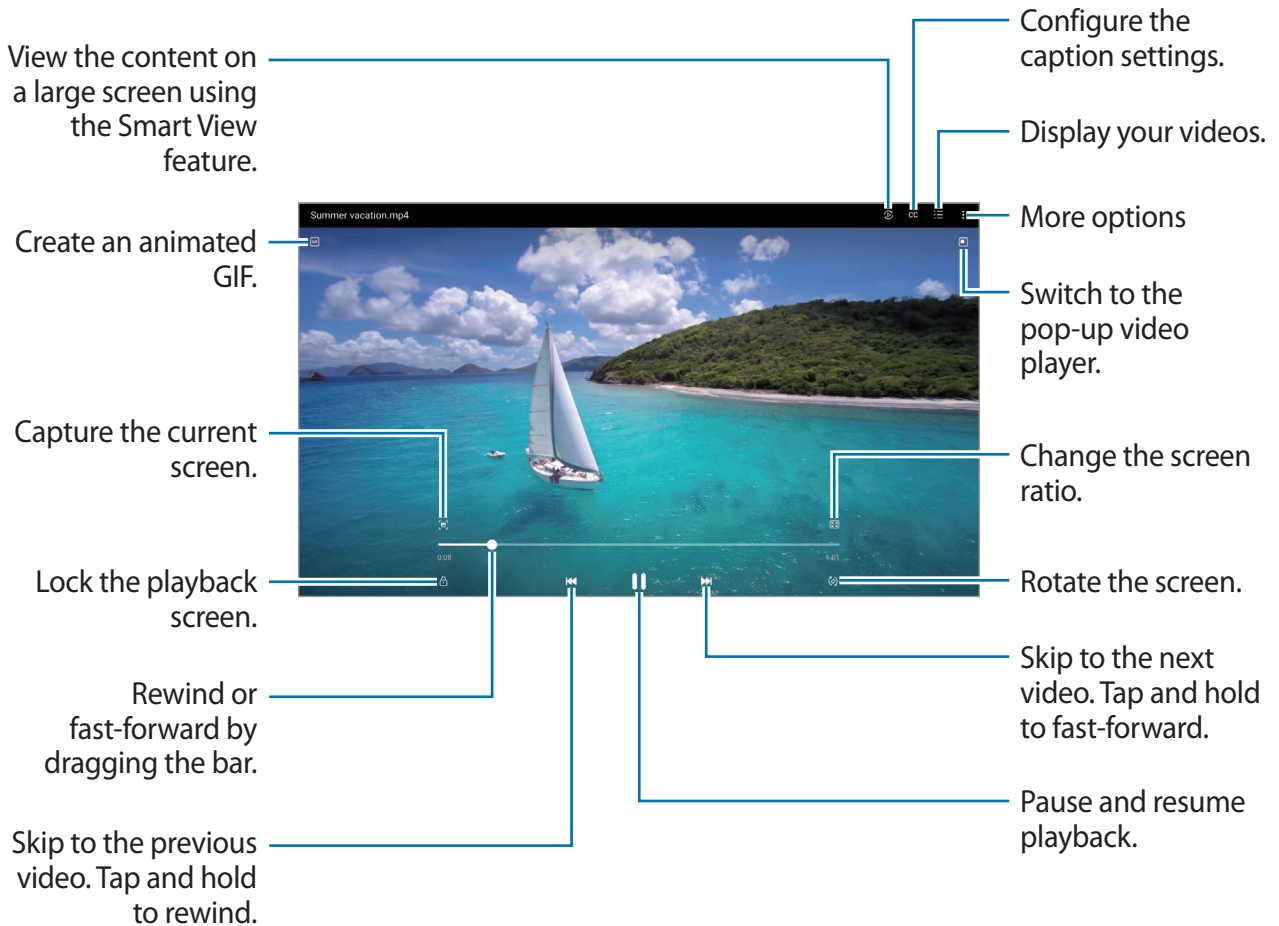 Configure the
caption settings.
View the content on
a large screen using
the Smart View
feature.
Display your videos.
Summer vacation.mp4
CC
More options
Create an animated
GIF.
GIF
Switch to the
pop-up video
player.
Capture the current
screen.
Change the screen
ratio.
0:08
1:01
Lock the playback
screen.
Rotate the screen.
Skip to the next
video. Tap and hold
to fast-forward.
Rewind or
fast-forward by
dragging the bar.
Pause and resume
playback.
Skip to the previous
video. Tap and hold
to rewind.